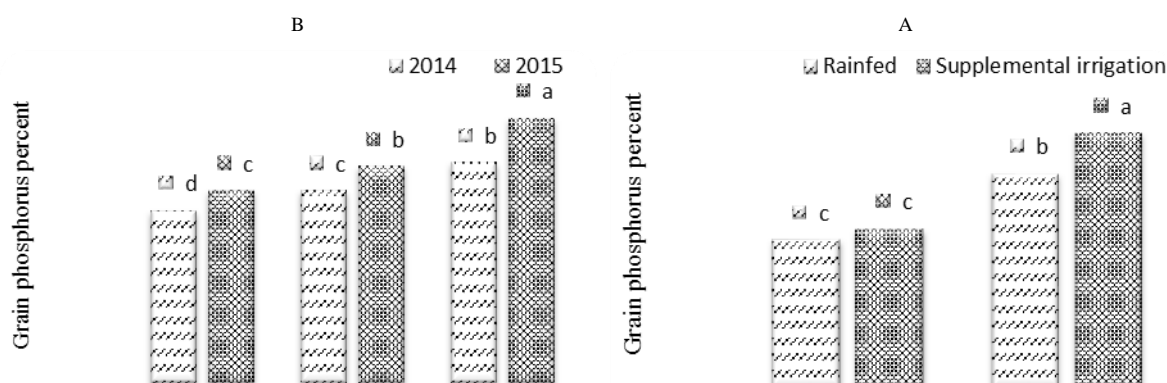 B
2014 2015
Grain phosphorus percent
d c c b b a
A
Rainfed Supplemental irrigation
Grain phosphorus percent
c c b a